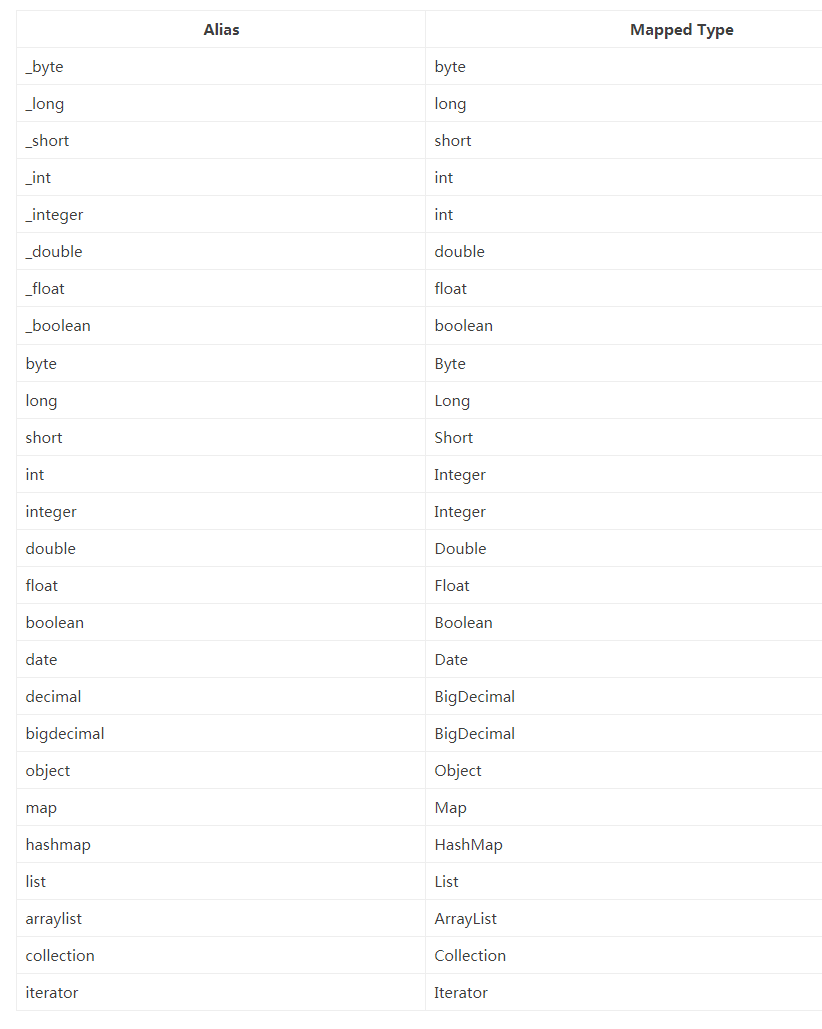 Alias Mapped Type
_byte byte
_long long
_short short
_int int
_integer int
_double double
_float float
_boolean boolean
byte Byte
long Long
short Short
int Integer
integer Integer
double Double
float Float
boolean Boolean
date Date
decimal BigDecimal
bigdecimal BigDecimal
object Object
map Map
hashmap HashMap
list List
arraylist ArrayList
collection Collection
iterator Iterator